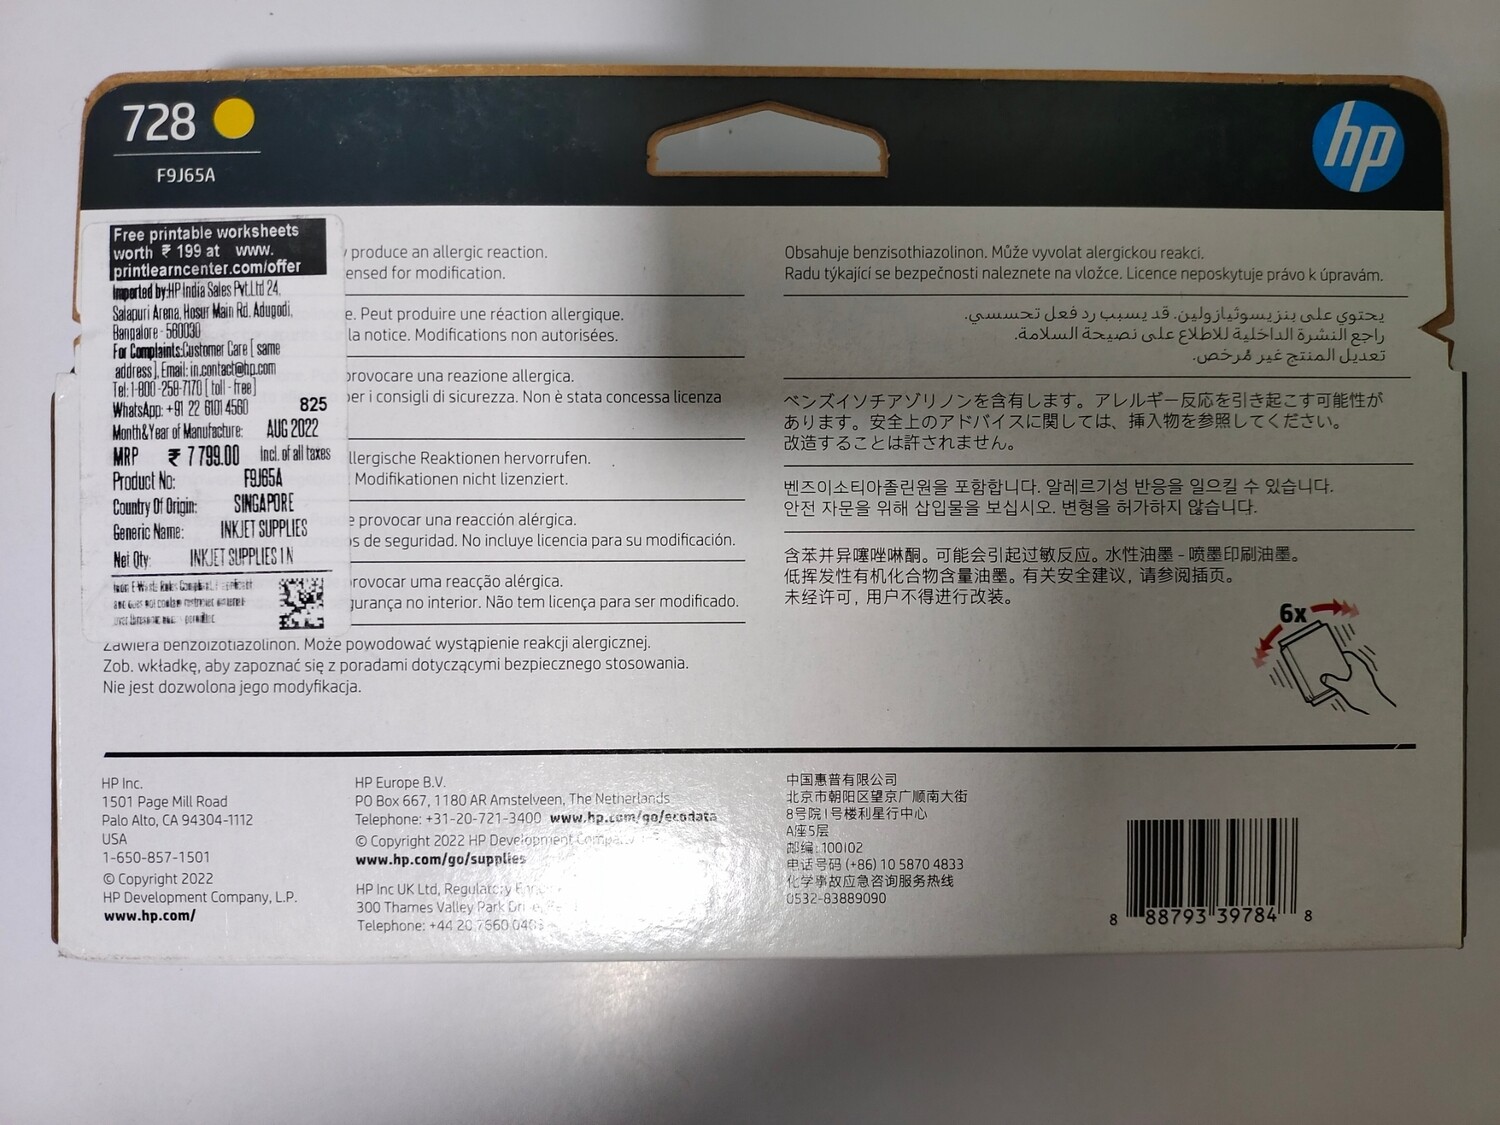 728
F9J65A
hp
Free printable worksheets
worth ₹ 199 at www.
printlearncenter.com/offer
Imported by:HP India Sales Pvt.Ltd 24,
Salapuri Arena, Hosur Main Rd, Adugodi,
Bangalore - 560030
For Complaints:Customer Care [ same
address], Email: in.contact@hp.com
Tel: 1-800-258-7170 [ toll - free]
WhatsApp: +91 22 6101 4560 825
Month&Year of Manufacture: AUG 2022
MRP ₹ 7799.00 Incl. of all taxes
Product No: F9J65A
Country Of Origin: SINGAPORE
Generic Name: INKJET SUPPLIES
Net Qty: INKJET SUPPLIES 1 N
produce an allergic reaction.
ensed for modification.
e. Peut produire une réaction allergique.
la notice. Modifications non autorisées.
provocare una reazione allergica.
per i consigli di sicurezza. Non è stata concessa licenza
llergische Reaktionen hervorrufen.
Modifikationen nicht lizenziert.
e provocar una reacción alérgica.
s de seguridad. No incluye licencia para su modificación.
rovocar uma reacção alérgica.
gurança no interior. Não tem licença para ser modificado.
Zawiera benzoizotiazolinon. Może powodować wystąpienie reakcji alergicznej.
Zob. wkładkę, aby zapoznać się z poradami dotyczącymi bezpiecznego stosowania.
Nie jest dozwolona jego modyfikacja.
Obsahuje benzisothiazolinon. Může vyvolat alergickou reakci.
Radu týkající se bezpečnosti naleznete na vložce. Licence neposkytuje právo k úpravám.
يحتوي على بنزيسوثيازولين. قد يسبب رد فعل تحسسي.
راجع النشرة الداخلية للاطلاع على نصيحة السلامة.
تعديل المنتج غير مُرخص.
ベンズイソチアゾリノンを含有します。アレルギー反応を引き起こす可能性が
あります。安全上のアドバイスに関しては、挿入物を参照してください。
改造することは許されません。
벤즈이소티아졸린원을 포함합니다. 알레르기성 반응을 일으킬 수 있습니다.
안전 자문을 위해 삽입물을 보십시오. 변형을 허가하지 않습니다.
含苯并异噻唑啉酮。可能会引起过敏反应。水性油墨 - 喷墨印刷油墨。
低挥发性有机化合物含量油墨。有关安全建议, 请参阅插页。
未经许可, 用户不得进行改装。
6x
HP Inc.
1501 Page Mill Road
Palo Alto, CA 94304-1112
USA
1-650-857-1501
© Copyright 2022
HP Development Company, L.P.
www.hp.com/
HP Europe B.V.
PO Box 667, 1180 AR Amstelveen, The Netherlands
Telephone: +31-20-721-3400 www.hp.com/go/ecodata
© Copyright 2022 HP Development Company
www.hp.com/go/supplies
HP Inc UK Ltd, Regulatory
300 Thames Valley Park Drive,
Telephone: +44 20 7660 0403
中国惠普有限公司
北京市朝阳区望京广顺南大街
8号院1号楼利星行中心
A座5层
邮编: 100102
电话号码 (+86) 10 5870 4833
化学事故应急咨询服务热线
0532-83889090
8 88793 39784 8